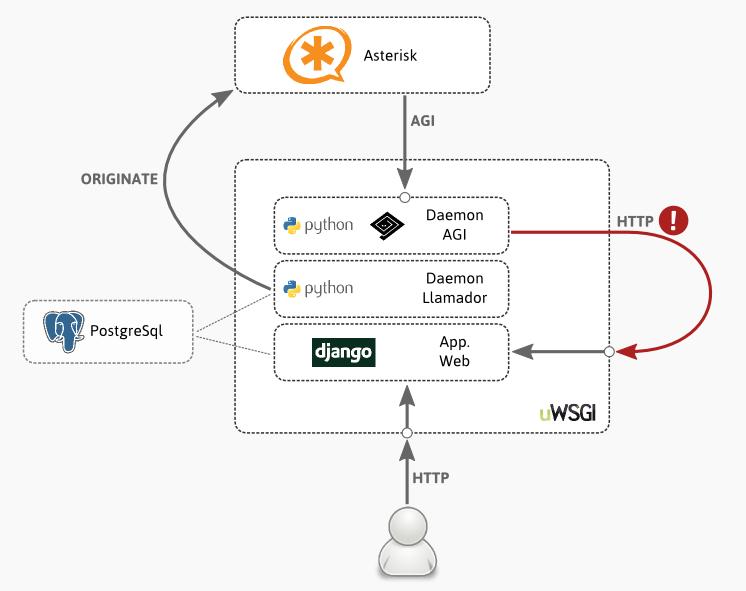 Asterisk
AGI
ORIGINATE
python
Daemon
AGI
HTTP
!
python
Daemon
Llamador
PostgreSql
django
App.
Web
uWSGI
HTTP